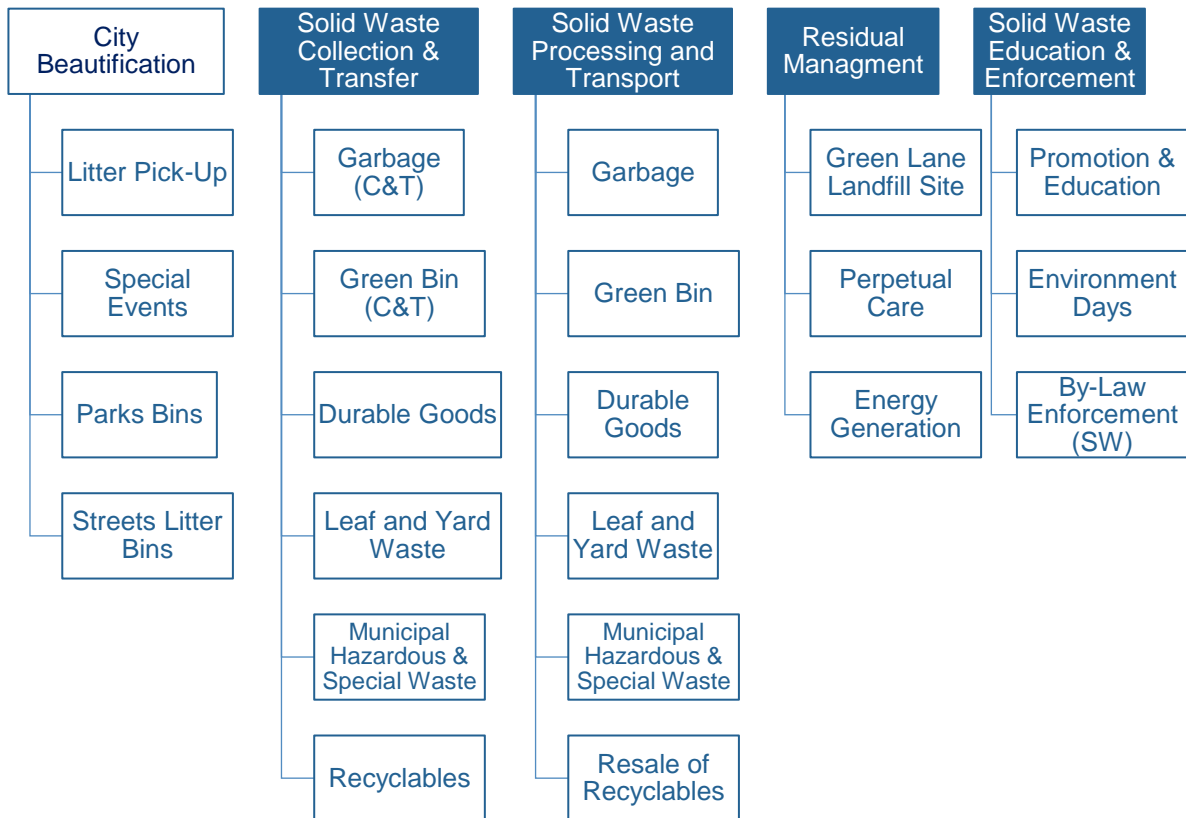 City
Beautification
Litter Pick-Up
Special
Events
Parks Bins
Streets Litter
Bins
Solid Waste
Collection &
Transfer
Garbage
(C&T)
Green Bin
(C&T)
Durable Goods
Leaf and Yard
Waste
Municipal
Hazardous &
Special Waste
Recyclables
Solid Waste
Processing and
Transport
Garbage
Green Bin
Durable
Goods
Leaf and
Yard Waste
Municipal
Hazardous &
Special Waste
Resale of
Recyclables
Residual
Managment
Green Lane
Landfill Site
Perpetual
Care
Energy
Generation
Solid Waste
Education &
Enforcement
Promotion &
Education
Environment
Days
By-Law
Enforcement
(SW)